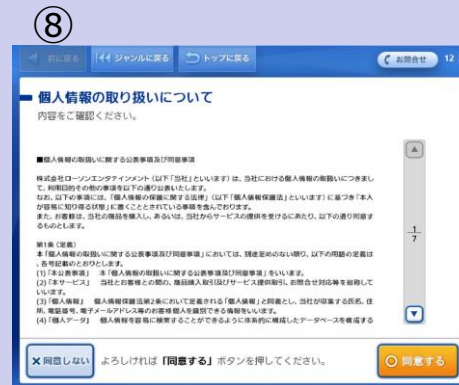 ⑧
前に戻る ジャンルに戻る トップに戻る お問合せ 12
個人情報の取り扱いについて
内容をご確認ください。
■個人情報の取扱いに関する公表事項及び同意事項
株式会社ローソンエンタテインメント（以下「当社」といいます）は、当社における個人情報の取扱いにつきまし
て、利用目的その他の事項を以下の通り公表いたします。
なお、以下の事項には、「個人情報の保護に関する法律」（以下「個人情報保護法」といいます）に基づき「本人
が容易に知り得る状態」に置くこととされている事項を含んでおります。
また、お客様は、当社の商品を購入し、あるいは、当社からサービスの提供を受けるにあたり、以下の通り同意す
るものとします。
第1条（定義）
本「個人情報の取扱いに関する公表事項及び同意事項」においては、別途定めのない限り、以下の用語の定義は
、各号記載のとおりとします。
(1)「本公表事項」 本「個人情報の取扱いに関する公表事項及び同意事項」をいいます。
(2)「本サービス」 当社とお客様との間の、商品購入取引及びサービス提供取引、お問合せ対応等を総称して
いいます。
(3)「個人情報」 個人情報保護法第2条において定義される「個人情報」と同義とし、当社が収集する氏名、住
所、電話番号、電子メールアドレス等のお客様個人を識別できる情報をいいます。
(4)「個人データ」 個人情報を容易に検索することができるように体系的に構成したデータベースを構成する
1
7
×同意しない よろしければ「同意する」ボタンを押してください。 〇同意する